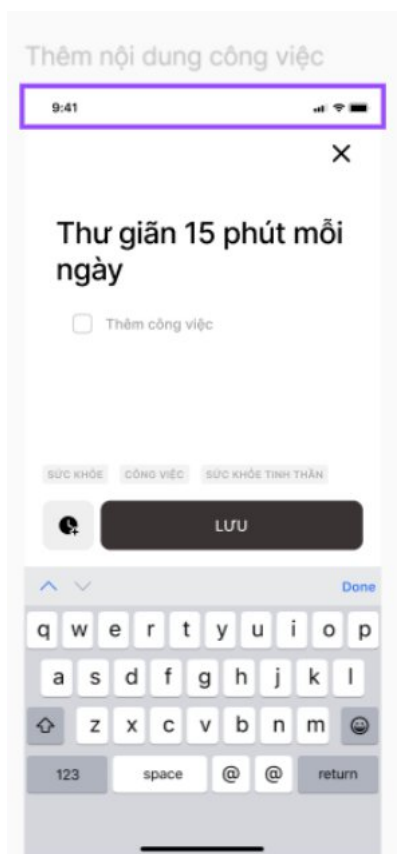 Thêm nội dung công việc
9:41
Thư giãn 15 phút mỗi
ngày
Thêm công việc
SỨC KHỎE CÔNG VIỆC SỨC KHỎE TINH THẦN
LƯU
Done
q w e r t y u i o p
a s d f g h j k l
z x c v b n m
123 space @ @ return